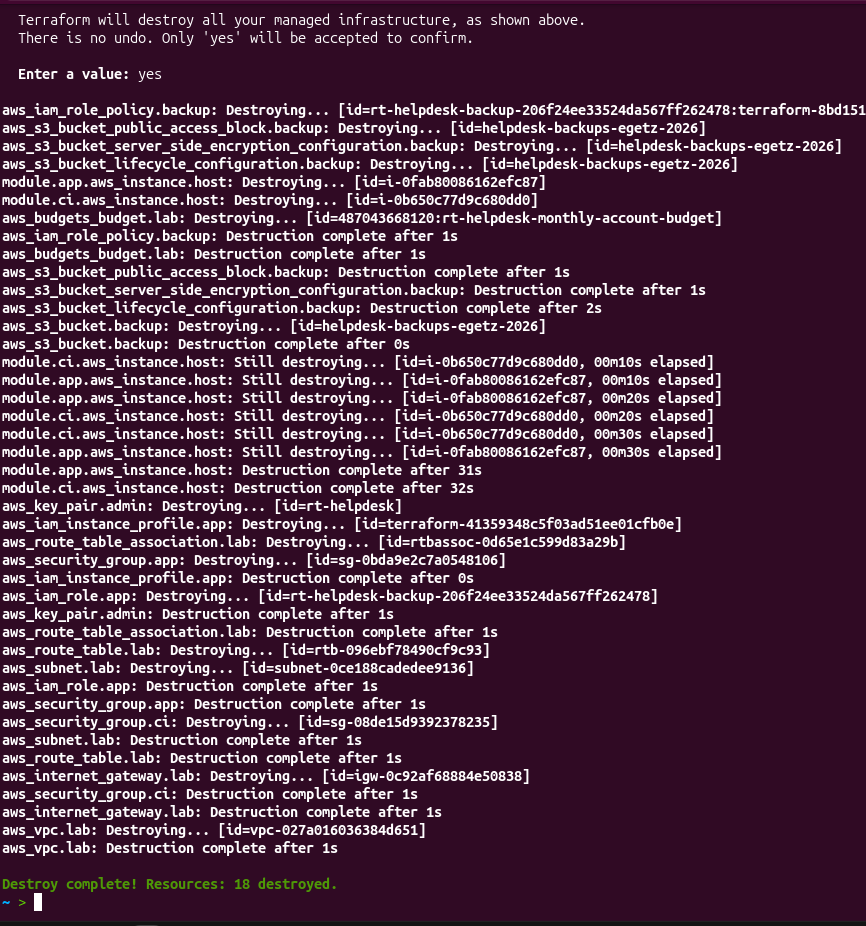 Terraform will destroy all your managed infrastructure, as shown above.
There is no undo. Only 'yes' will be accepted to confirm.
Enter a value: yes
aws_iam_role_policy.backup: Destroying... [id=rt-helpdesk-backup-206f24ee33524da567ff262478:terraform-8bd151
aws_s3_bucket_public_access_block.backup: Destroying... [id=helpdesk-backups-egetz-2026]
aws_s3_bucket_server_side_encryption_configuration.backup: Destroying... [id=helpdesk-backups-egetz-2026]
aws_s3_bucket_lifecycle_configuration.backup: Destroying... [id=helpdesk-backups-egetz-2026]
module.app.aws_instance.host: Destroying... [id=i-0fab80086162efc87]
module.ci.aws_instance.host: Destroying... [id=i-0b650c77d9c680dd0]
aws_budgets_budget.lab: Destroying... [id=487043668120:rt-helpdesk-monthly-account-budget]
aws_iam_role_policy.backup: Destruction complete after 1s
aws_budgets_budget.lab: Destruction complete after 1s
aws_s3_bucket_public_access_block.backup: Destruction complete after 1s
aws_s3_bucket_server_side_encryption_configuration.backup: Destruction complete after 1s
aws_s3_bucket_lifecycle_configuration.backup: Destruction complete after 2s
aws_s3_bucket.backup: Destroying... [id=helpdesk-backups-egetz-2026]
aws_s3_bucket.backup: Destruction complete after 0s
module.ci.aws_instance.host: Still destroying... [id=i-0b650c77d9c680dd0, 00m10s elapsed]
module.app.aws_instance.host: Still destroying... [id=i-0fab80086162efc87, 00m10s elapsed]
module.app.aws_instance.host: Still destroying... [id=i-0fab80086162efc87, 00m20s elapsed]
module.ci.aws_instance.host: Still destroying... [id=i-0b650c77d9c680dd0, 00m20s elapsed]
module.ci.aws_instance.host: Still destroying... [id=i-0b650c77d9c680dd0, 00m30s elapsed]
module.app.aws_instance.host: Still destroying... [id=i-0fab80086162efc87, 00m30s elapsed]
module.app.aws_instance.host: Destruction complete after 31s
module.ci.aws_instance.host: Destruction complete after 32s
aws_key_pair.admin: Destroying... [id=rt-helpdesk]
aws_iam_instance_profile.app: Destroying... [id=terraform-41359348c5f03ad51ee01cfb0e]
aws_route_table_association.lab: Destroying... [id=rtbassoc-0d65e1c599d83a29b]
aws_security_group.app: Destroying... [id=sg-0bda9e2c7a0548106]
aws_iam_instance_profile.app: Destruction complete after 0s
aws_iam_role.app: Destroying... [id=rt-helpdesk-backup-206f24ee33524da567ff262478]
aws_key_pair.admin: Destruction complete after 1s
aws_route_table_association.lab: Destruction complete after 1s
aws_route_table.lab: Destroying... [id=rtb-096ebf78490cf9c93]
aws_subnet.lab: Destroying... [id=subnet-0ce188cadedee9136]
aws_iam_role.app: Destruction complete after 1s
aws_security_group.app: Destruction complete after 1s
aws_security_group.ci: Destroying... [id=sg-08de15d9392378235]
aws_subnet.lab: Destruction complete after 1s
aws_route_table.lab: Destruction complete after 1s
aws_internet_gateway.lab: Destroying... [id=igw-0c92af68884e50838]
aws_security_group.ci: Destruction complete after 1s
aws_internet_gateway.lab: Destruction complete after 1s
aws_vpc.lab: Destroying... [id=vpc-027a016036384d651]
aws_vpc.lab: Destruction complete after 1s
Destroy complete! Resources: 18 destroyed.
~ >